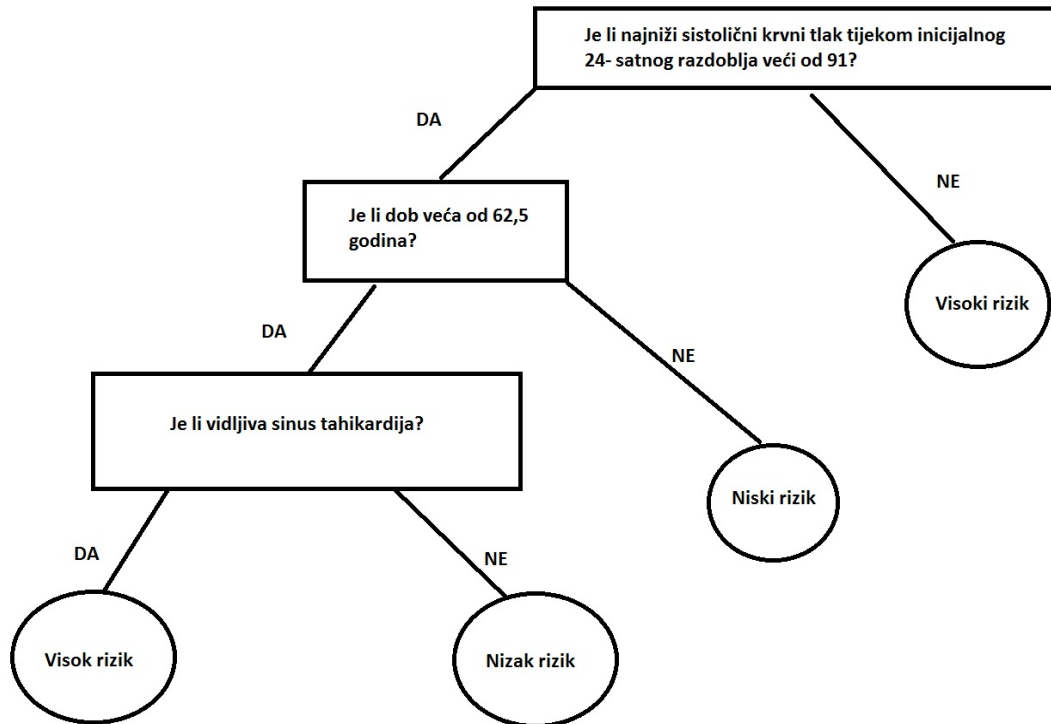 Je li najniži sistolični krvni tlak tijekom inicijalnog
24- satnog razdoblja veći od 91?
DA
NE
Je li dob veća od 62,5
godina?
Visoki rizik
DA
NE
Je li vidljiva sinus tahikardija?
Niski rizik
DA
NE
Visok rizik
Nizak rizik